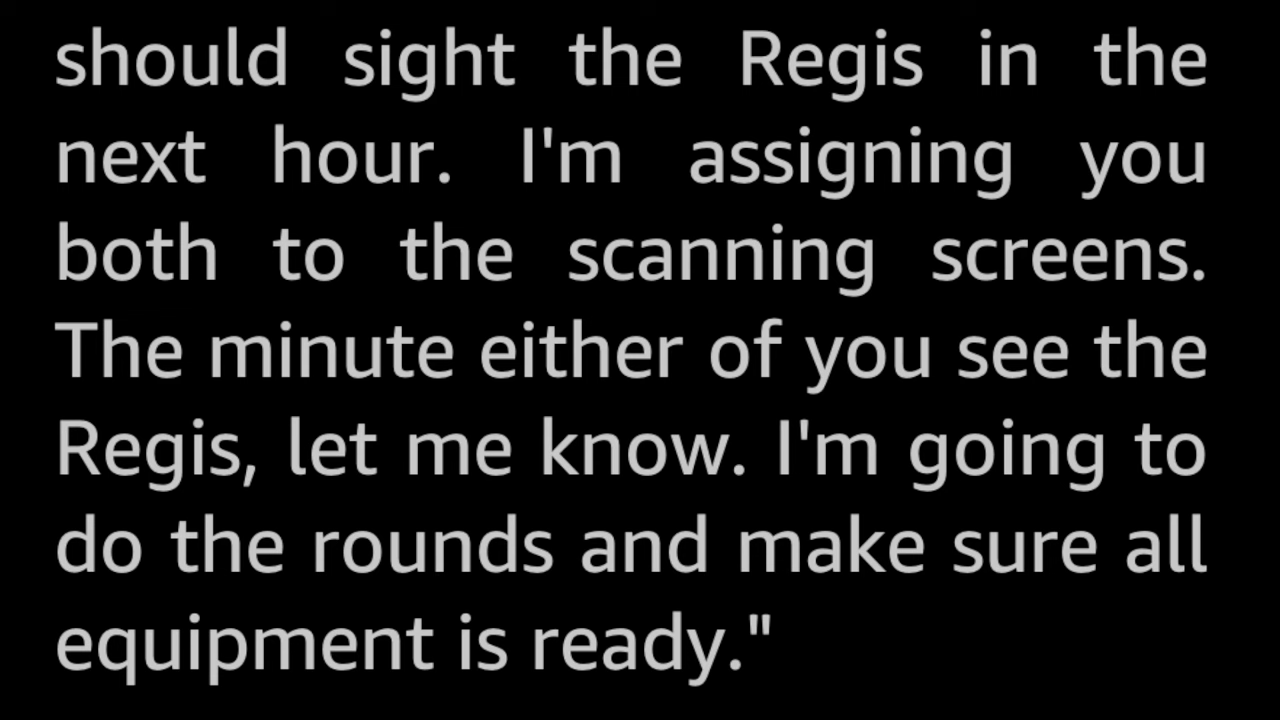 should sight the Regis in the
next hour. I'm assigning you
both to the scanning screens.
The minute either of you see the
Regis, let me know. I'm going to
do the rounds and make sure all
equipment is ready."